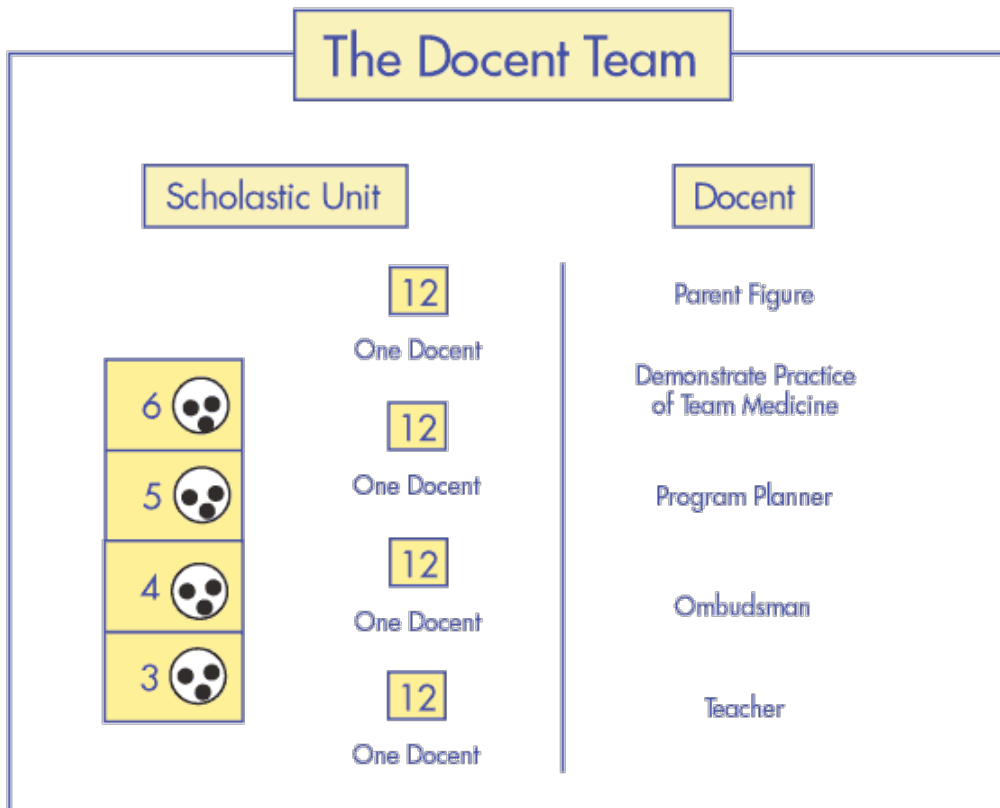 The Docent Team
Scholastic Unit
12
One Docent
6
12
One Docent
5
12
One Docent
4
3
12
One Docent
Docent
Parent Figure
Demonstrate Practice
of Team Medicine
Program Planner
Ombudsman
Teacher